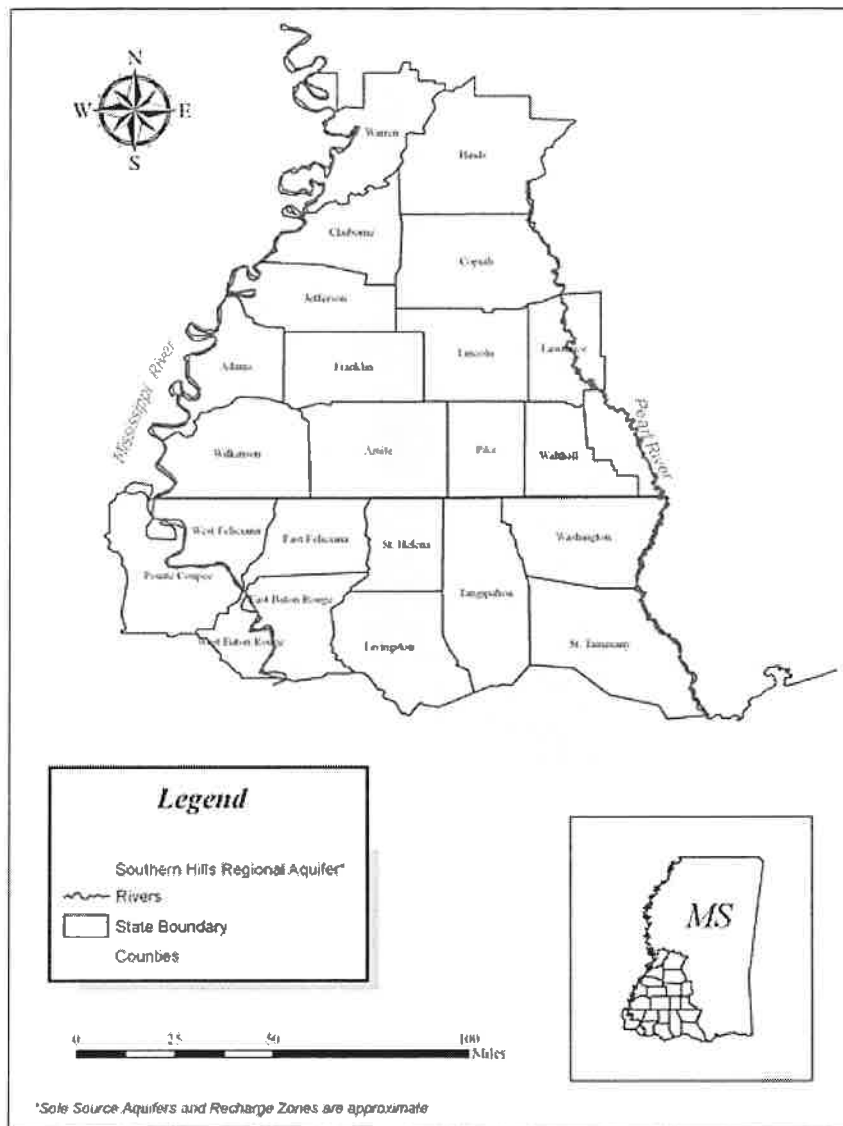 N
W E
S
Warren
Hinds
Claiborne
Copiah
Jefferson
Adams
Franklin
Lincoln
Lawrence
Mississippi River
Pearl River
Wilkinson
Amite
Pike
Walthall
West Feliciana
East Feliciana
St. Helena
Washington
Pointe Coupee
East Baton Rouge
Tangipahoa
West Baton Rouge
Livingston
St. Tammany
Legend
Southern Hills Regional Aquifer*
Rivers
State Boundary
Counties
MS
0 25 50 100
Miles
*Sole Source Aquifers and Recharge Zones are approximate